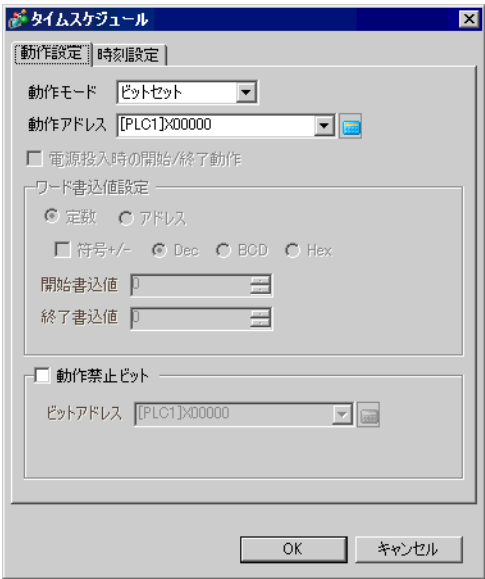 タイムスケジュール
動作設定 時刻設定
動作モード ビットセット
動作アドレス [PLC1]X00000
電源投入時の開始/終了動作
ワード書込値設定
定数 アドレス
符号+/- Dec BCD Hex
開始書込値 0
終了書込値 0
動作禁止ビット
ビットアドレス [PLC1]X00000
OK キャンセル